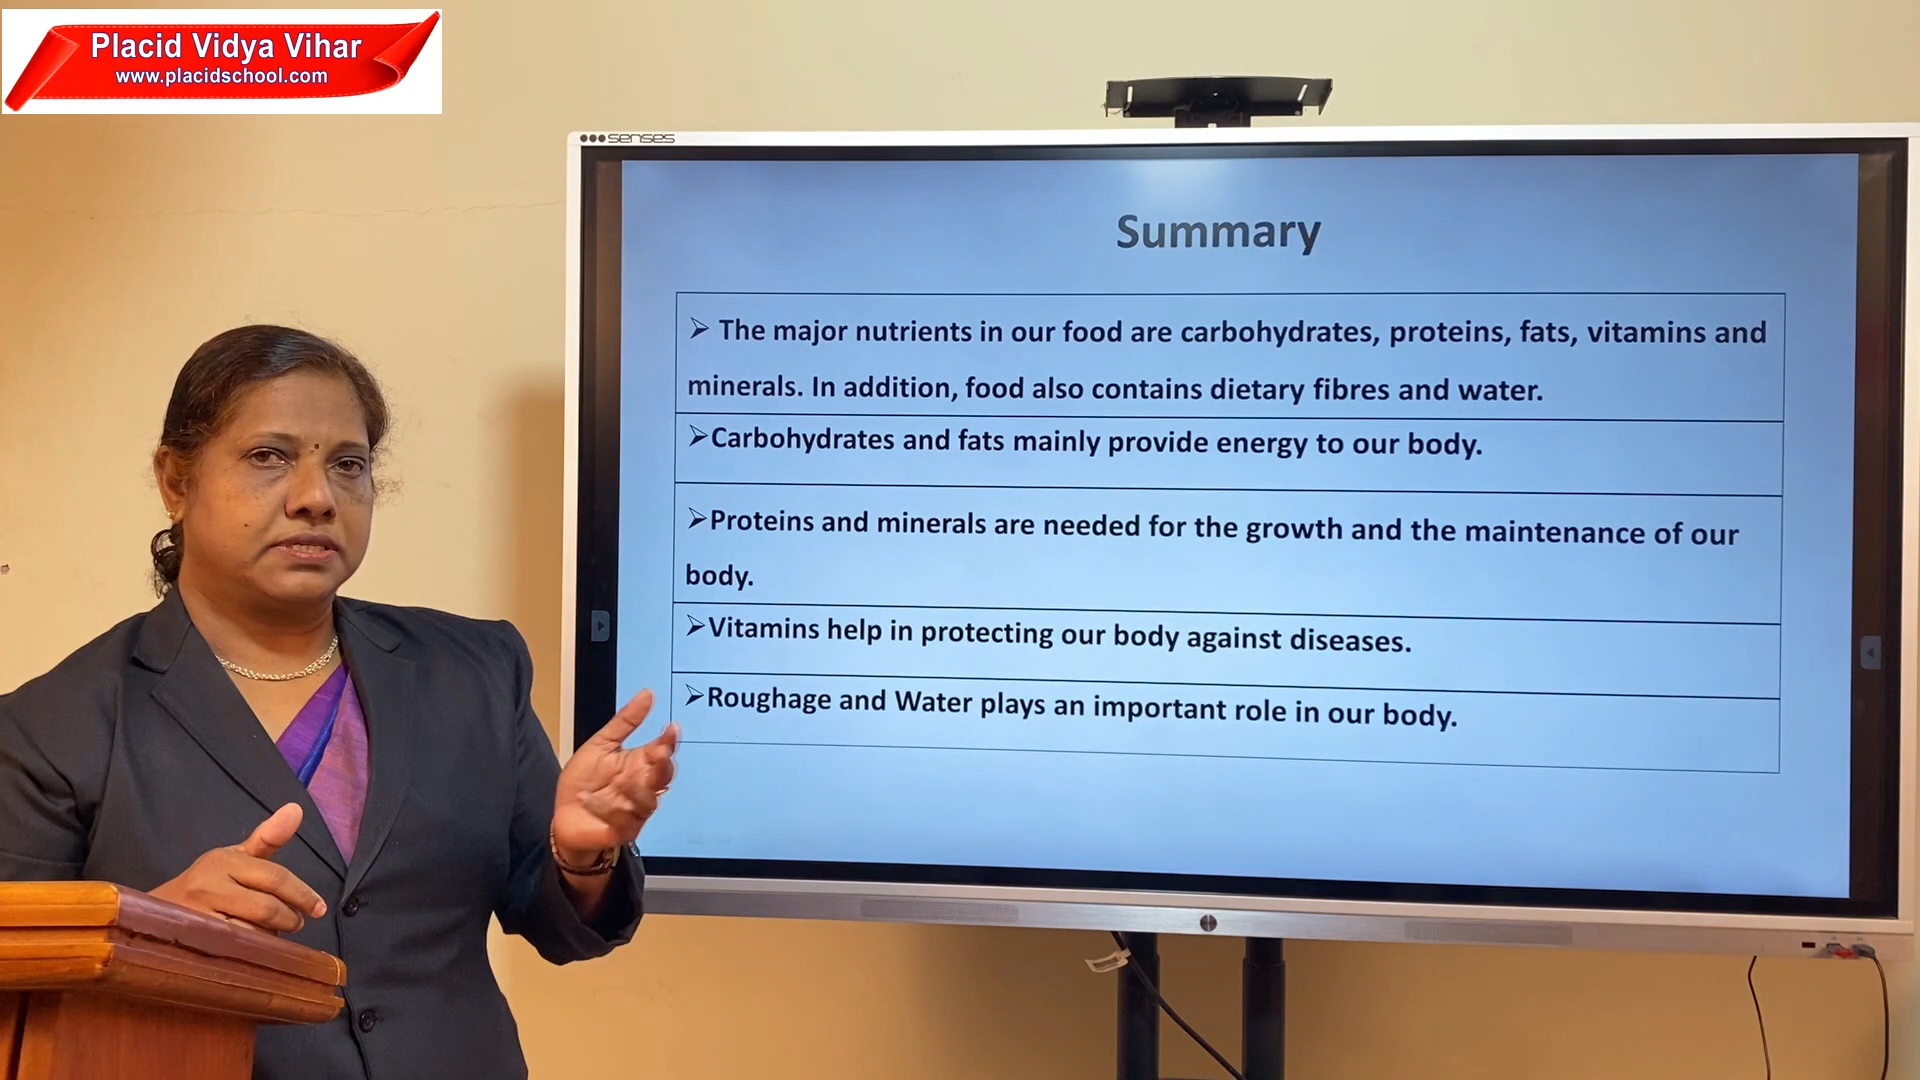 Placid Vidya Vihar
www.placidschool.com
senses
Summary
➢ The major nutrients in our food are carbohydrates, proteins, fats, vitamins and
minerals. In addition, food also contains dietary fibres and water.
➢Carbohydrates and fats mainly provide energy to our body.
➢Proteins and minerals are needed for the growth and the maintenance of our
body.
➢Vitamins help in protecting our body against diseases.
➢Roughage and Water plays an important role in our body.